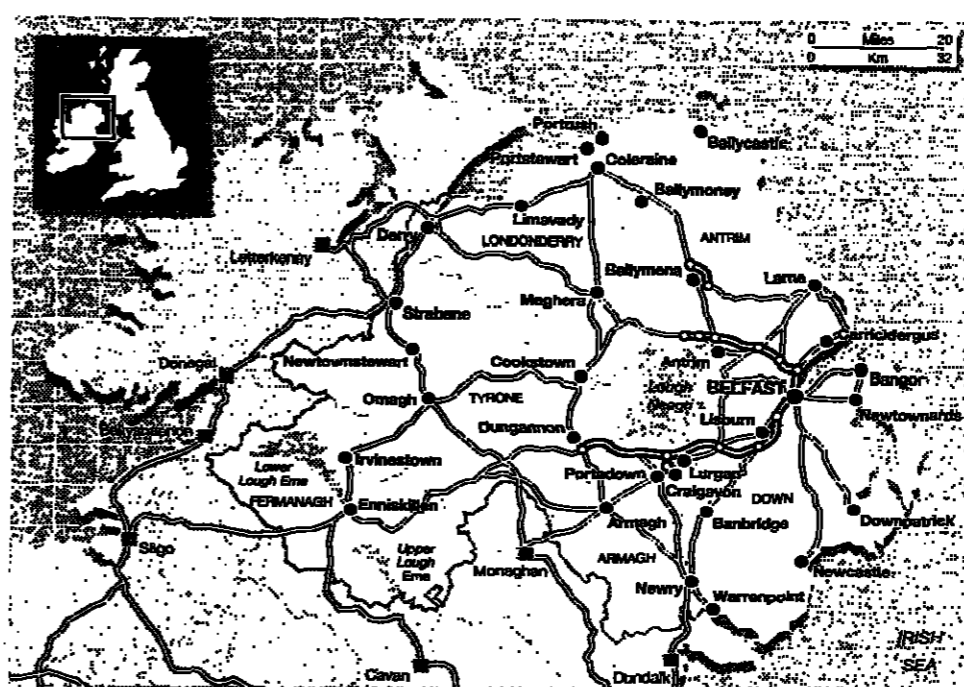 0 Miles 20
0 Km 32
Portrush
Ballycastle
Portstewart
Coleraine
Ballymoney
Limavady
Derry
LONDONDERRY
ANTRIM
Letterkenny
Ballymena
Larne
Maghera
Strabane
Carrickfergus
Newtownstewart
Cookstown
Antrim
Donegal
Lough
Neagh
BELFAST
Bangor
Omagh
TYRONE
Newtownards
Lisburn
Dungannon
Irvinestown
Lower
Lough Erne
Portadown
Lurgan
Craigavon
FERMANAGH
Enniskillen
DOWN
Armagh
Banbridge
Downpatrick
Sligo
Upper
Lough
Erne
Monaghan
ARMAGH
Newcastle
Newry
Warrenpoint
IRISH
SEA
Cavan
Dundalk